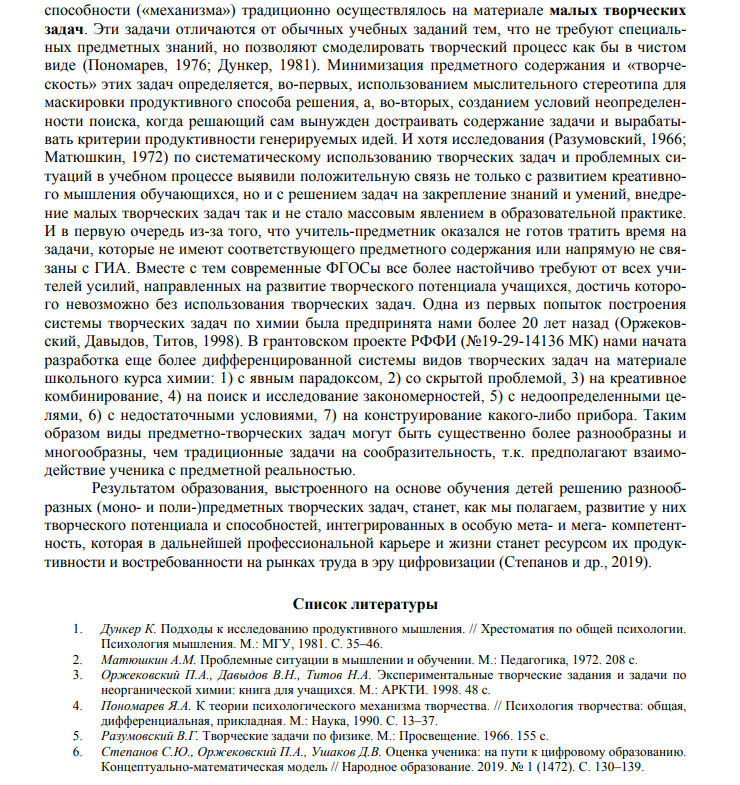 способности («механизма») традиционно осуществлялось на материале малых творческих
задач. Эти задачи отличаются от обычных учебных заданий тем, что не требуют специаль-
ных предметных знаний, но позволяют смоделировать творческий процесс как бы в чистом
виде (Пономарев, 1976; Дункер, 1981). Минимизация предметного содержания и «творче-
скость» этих задач определяется, во-первых, использованием мыслительного стереотипа для
маскировки продуктивного способа решения, а, во-вторых, созданием условий неопределен-
ности поиска, когда решающий сам вынужден достраивать содержание задачи и вырабаты-
вать критерии продуктивности генерируемых идей. И хотя исследования (Разумовский, 1966;
Матюшкин, 1972) по систематическому использованию творческих задач и проблемных си-
туаций в учебном процессе выявили положительную связь не только с развитием креативно-
го мышления обучающихся, но и с решением задач на закрепление знаний и умений, внедре-
ние малых творческих задач так и не стало массовым явлением в образовательной практике.
И в первую очередь из-за того, что учитель-предметник оказался не готов тратить время на
задачи, которые не имеют соответствующего предметного содержания или напрямую не свя-
заны с ГИА. Вместе с тем современные ФГОСы все более настойчиво требуют от всех учи-
телей усилий, направленных на развитие творческого потенциала учащихся, достичь которо-
го невозможно без использования творческих задач. Одна из первых попыток построения
системы творческих задач по химии была предпринята нами более 20 лет назад (Оржеков-
ский, Давыдов, Титов, 1998). В грантовском проекте РФФИ (№19-29-14136 МК) нами начата
разработка еще более дифференцированной системы видов творческих задач на материале
школьного курса химии: 1) с явным парадоксом, 2) со скрытой проблемой, 3) на креативное
комбинирование, 4) на поиск и исследование закономерностей, 5) с недоопределенными це-
лями, 6) с недостаточными условиями, 7) на конструирование какого-либо прибора. Таким
образом виды предметно-творческих задач могут быть существенно более разнообразны и
многообразны, чем традиционные задачи на сообразительность, т.к. предполагают взаимо-
действие ученика с предметной реальностью.
Результатом образования, выстроенного на основе обучения детей решению разнооб-
разных (моно- и поли-)предметных творческих задач, станет, как мы полагаем, развитие у них
творческого потенциала и способностей, интегрированных в особую мета- и мега- компетент-
ность, которая в дальнейшей профессиональной карьере и жизни станет ресурсом их продук-
тивности и востребованности на рынках труда в эру цифровизации (Степанов и др., 2019).
Список литературы
1. Дункер К. Подходы к исследованию продуктивного мышления. // Хрестоматия по общей психологии.
Психология мышления. М.: МГУ, 1981. С. 35–46.
2. Матюшкин А.М. Проблемные ситуации в мышлении и обучении. М.: Педагогика, 1972. 208 с.
3. Оржековский П.А., Давыдов В.Н., Титов Н.А. Экспериментальные творческие задания и задачи по
неорганической химии: книга для учащихся. М.: АРКТИ. 1998. 48 с.
4. Пономарев Я.А. К теории психологического механизма творчества. // Психология творчества: общая,
дифференциальная, прикладная. М.: Наука, 1990. С. 13–37.
5. Разумовский В.Г. Творческие задачи по физике. М.: Просвещение. 1966. 155 с.
6. Степанов С.Ю., Оржековский П.А., Ушаков Д.В. Оценка ученика: на пути к цифровому образованию.
Концептуально-математическая модель // Народное образование. 2019. № 1 (1472). С. 130–139.